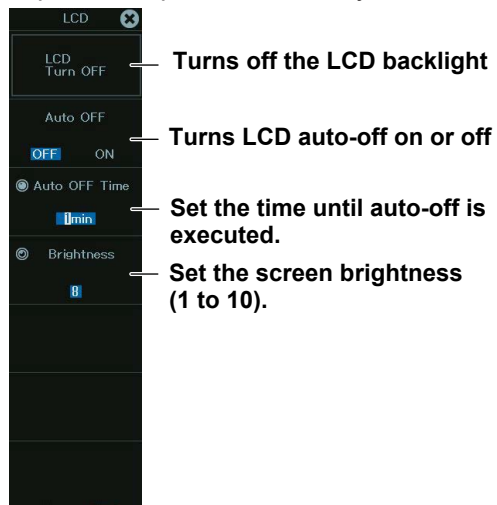 LCD
LCD
Turn OFF
Turns off the LCD backlight
Auto OFF
OFF ON
Turns LCD auto-off on or off
Auto OFF Time
1min
Set the time until auto-off is
executed.
Brightness
8
Set the screen brightness
(1 to 10).